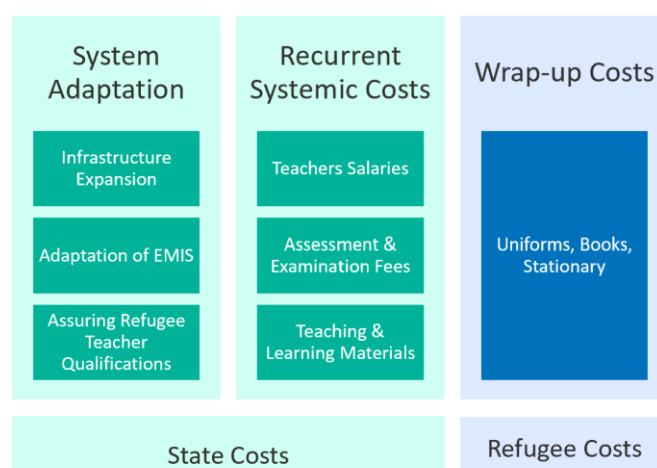 System
Adaptation
Infrastructure
Expansion
Adaptation of EMIS
Assuring Refugee
Teacher
Qualifications
Recurrent
Systemic Costs
Teachers Salaries
Assessment &
Examination Fees
Teaching &
Learning Materials
Wrap-up Costs
Uniforms, Books,
Stationary
State Costs
Refugee Costs